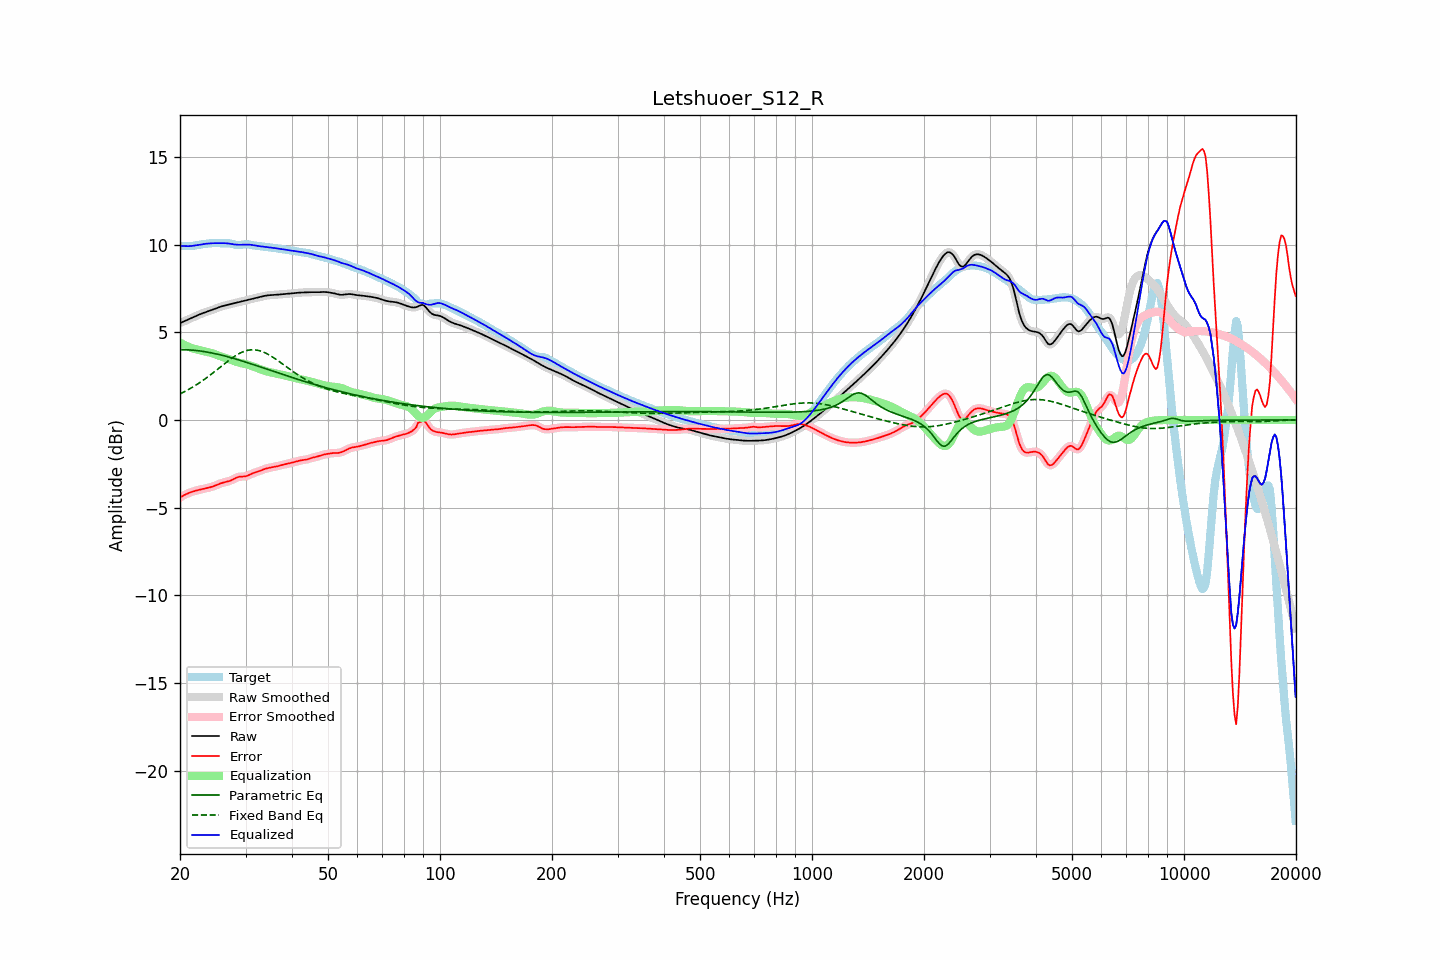 Letshuoer_S12_R
15
10
5
0
−5
−10
−15
−20
Amplitude (dBr)
Target
Raw Smoothed
Error Smoothed
Raw
Error
Equalization
Parametric Eq
Fixed Band Eq
Equalized
20 50 100 200 500 1000 2000 5000 10000 20000
Frequency (Hz)